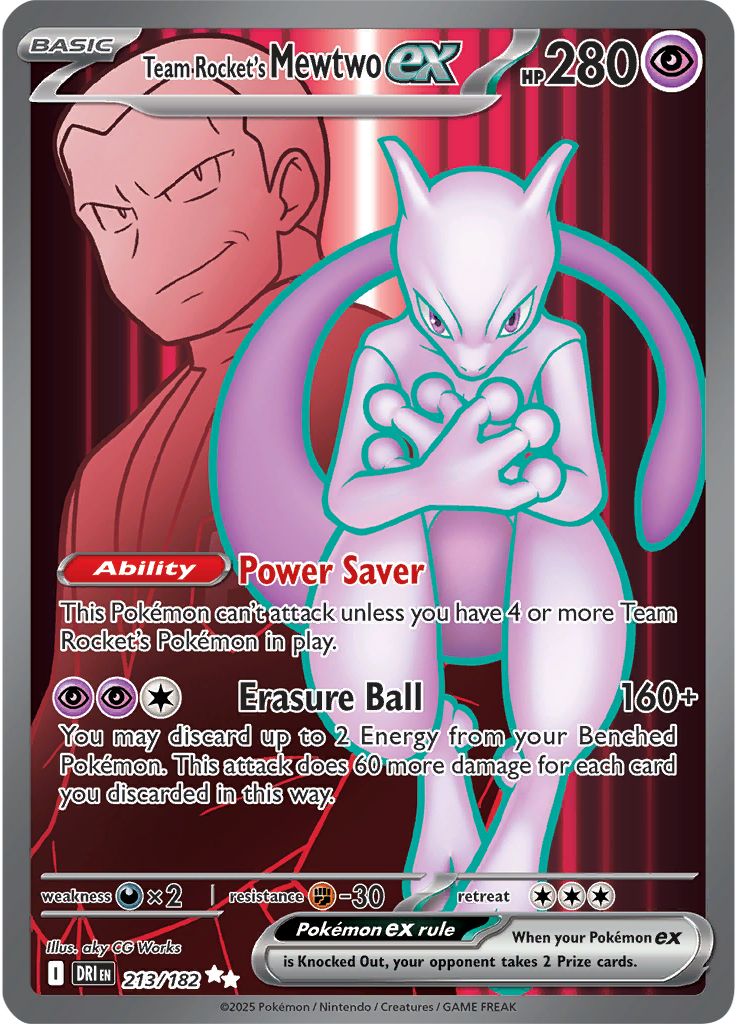 BASIC
Team Rocket's Mewtwo ex HP 280
Ability Power Saver
This Pokémon can't attack unless you have 4 or more Team
Rocket's Pokémon in play.
Erasure Ball 160+
You may discard up to 2 Energy from your Benched
Pokémon. This attack does 60 more damage for each card
you discarded in this way.
weakness ×2 resistance -30 retreat
Pokémon ex rule When your Pokémon ex
is Knocked Out, your opponent takes 2 Prize cards.
Illus. aky CG Works
I DRI EN 213/182
©2025 Pokémon / Nintendo / Creatures / GAME FREAK